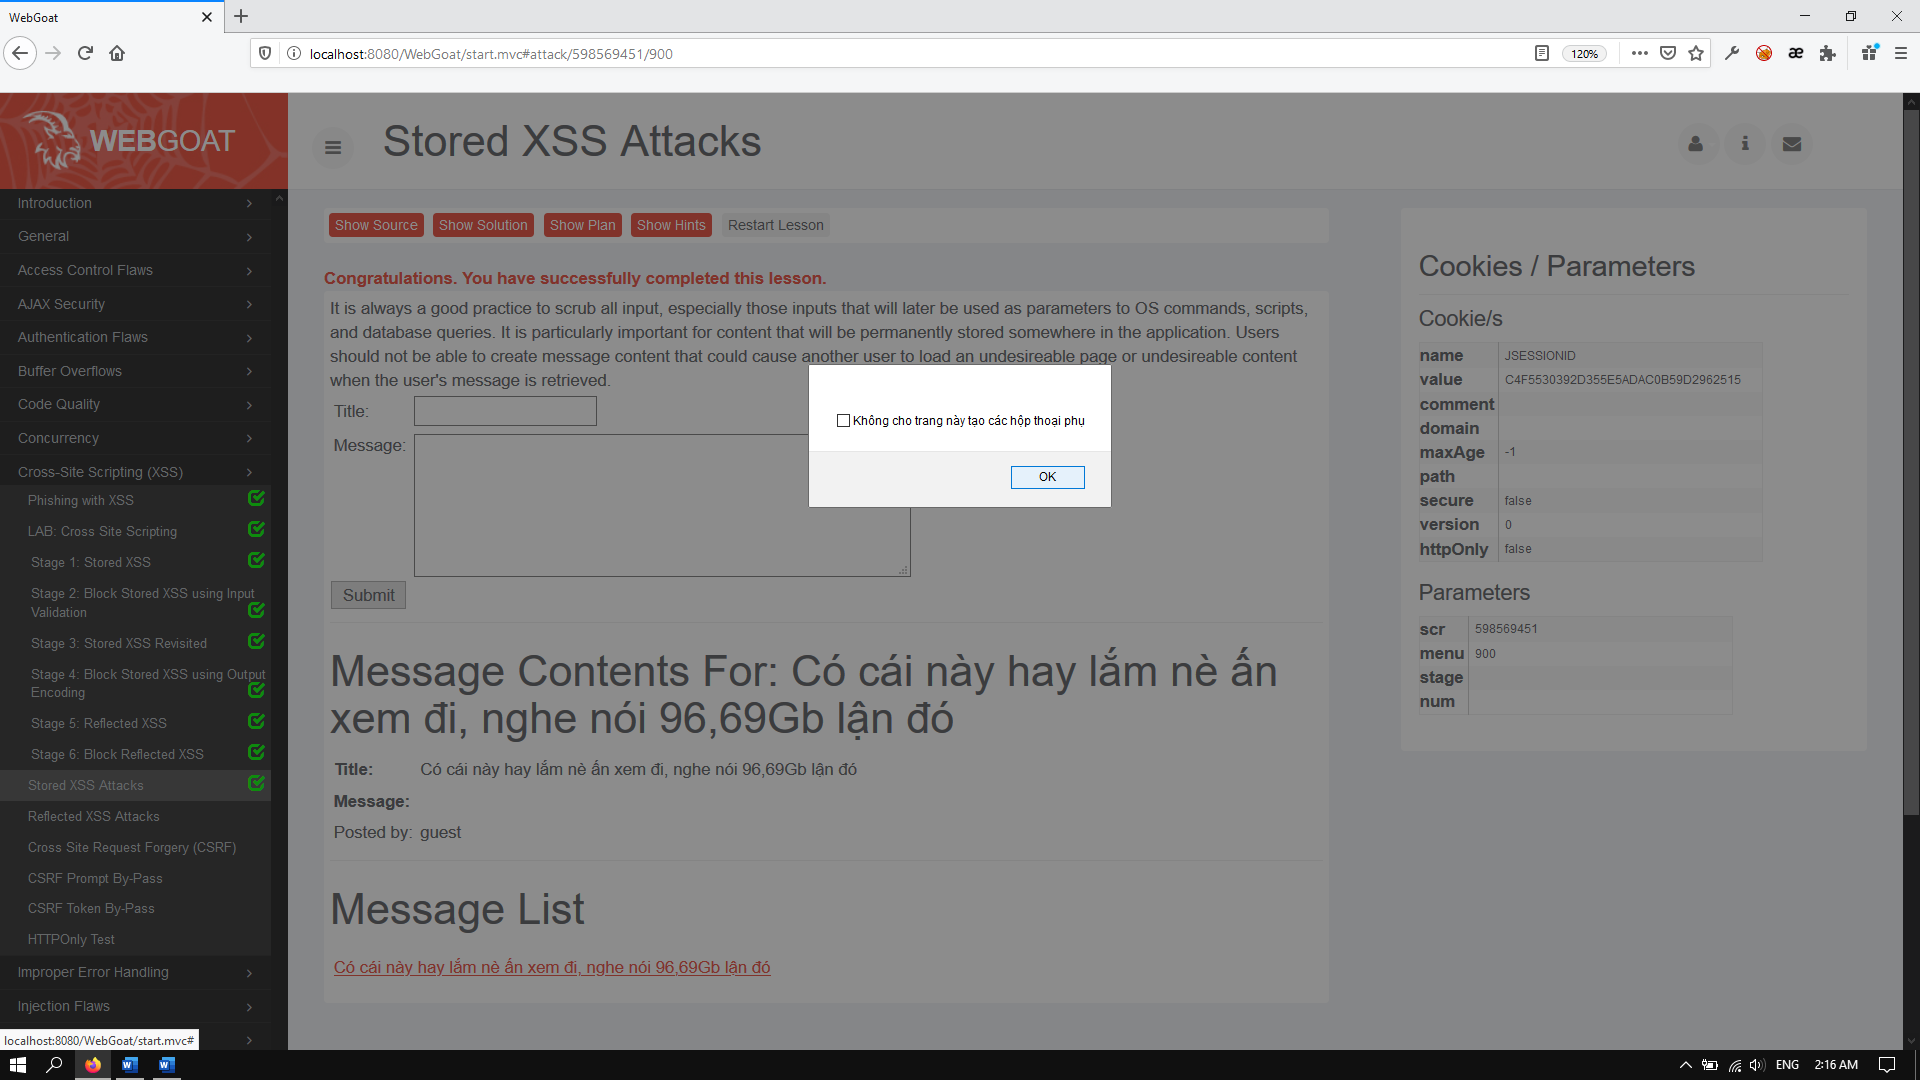 WebGoat
localhost:8080/WebGoat/start.mvc#attack/598569451/900
120%
WEBGOAT
Stored XSS Attacks
Introduction
General
Access Control Flaws
AJAX Security
Authentication Flaws
Buffer Overflows
Code Quality
Concurrency
Cross-Site Scripting (XSS)
Phishing with XSS
LAB: Cross Site Scripting
Stage 1: Stored XSS
Stage 2: Block Stored XSS using Input
Validation
Stage 3: Stored XSS Revisited
Stage 4: Block Stored XSS using Output
Encoding
Stage 5: Reflected XSS
Stage 6: Block Reflected XSS
Stored XSS Attacks
Reflected XSS Attacks
Cross Site Request Forgery (CSRF)
CSRF Prompt By-Pass
CSRF Token By-Pass
HTTPOnly Test
Improper Error Handling
Injection Flaws
localhost:8080/WebGoat/start.mvc#
Show Source Show Solution Show Plan Show Hints Restart Lesson
Congratulations. You have successfully completed this lesson.
It is always a good practice to scrub all input, especially those inputs that will later be used as parameters to OS commands, scripts,
and database queries. It is particularly important for content that will be permanently stored somewhere in the application. Users
should not be able to create message content that could cause another user to load an undesireable page or undesireable content
when the user's message is retrieved.
Title:
Message:
Không cho trang này tạo các hộp thoại phụ
OK
Submit
Message Contents For: Có cái này hay lắm nè ấn
xem đi, nghe nói 96,69Gb lận đó
Title: Có cái này hay lắm nè ấn xem đi, nghe nói 96,69Gb lận đó
Message:
Posted by: guest
Message List
Có cái này hay lắm nè ấn xem đi, nghe nói 96,69Gb lận đó
Cookies / Parameters
Cookie/s
name JSESSIONID
value C4F5530392D355E5ADAC0B59D2962515
comment
domain
maxAge -1
path
secure false
version 0
httpOnly false
Parameters
scr 598569451
menu 900
stage
num
ENG 2:16 AM